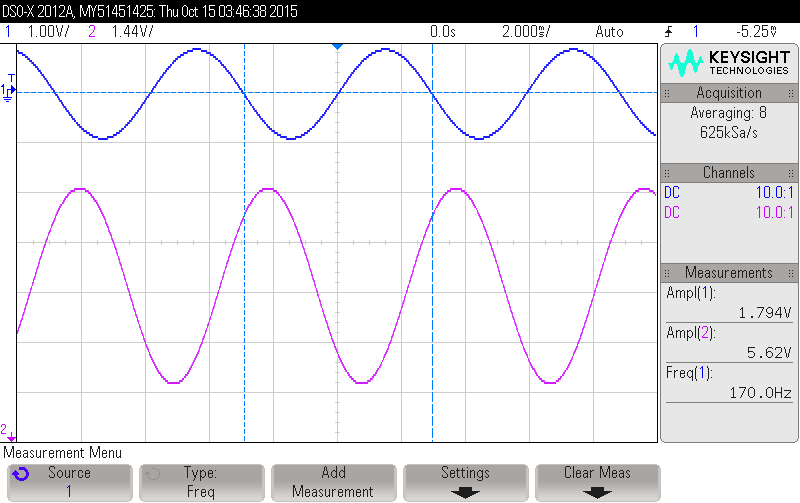 DSO-X 2012A, MY51451425: Thu Oct 15 03:46:38 2015
1 1.00V/ 2 1.44V/ 0.0s 2.000s/ Auto 1 -5.25V
T
1
2
KEYSIGHT
TECHNOLOGIES
Acquisition
Averaging: 8
625kSa/s
Channels
DC 10.0:1
DC 10.0:1
Measurements
Ampl(1):
1.794V
Ampl(2):
5.62V
Freq(1):
170.0Hz
Measurement Menu
Source
1
Type:
Freq
Add
Measurement
Settings
Clear Meas